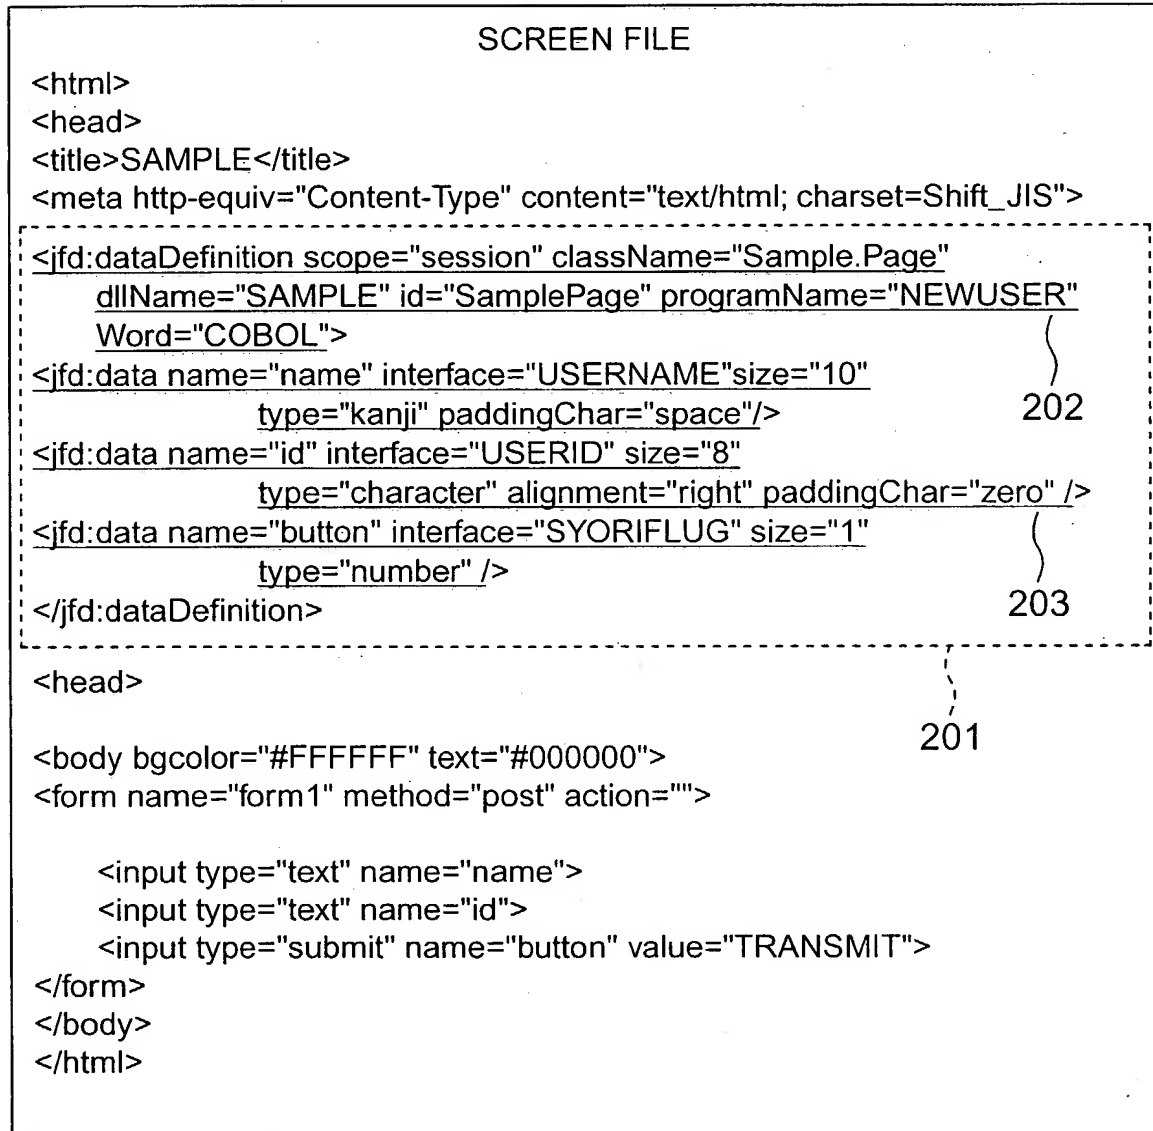 SCREEN FILE
<html>
<head>
<title>SAMPLE</title>
<meta http-equiv="Content-Type" content="text/html; charset=Shift_JIS">
<jfd:dataDefinition scope="session" className="Sample.Page"
dllName="SAMPLE" id="SamplePage" programName="NEWUSER"
Word="COBOL">
<jfd:data name="name" interface="USERNAME"size="10"
type="kanji" paddingChar="space"/>
202
<jfd:data name="id" interface="USERID" size="8"
type="character" alignment="right" paddingChar="zero" />
<jfd:data name="button" interface="SYORIFLUG" size="1"
type="number" />
</jfd:dataDefinition>
203
<head>
201
<body bgcolor="#FFFFFF" text="#000000">
<form name="form1" method="post" action="">
<input type="text" name="name">
<input type="text" name="id">
<input type="submit" name="button" value="TRANSMIT">
</form>
</body>
</html>